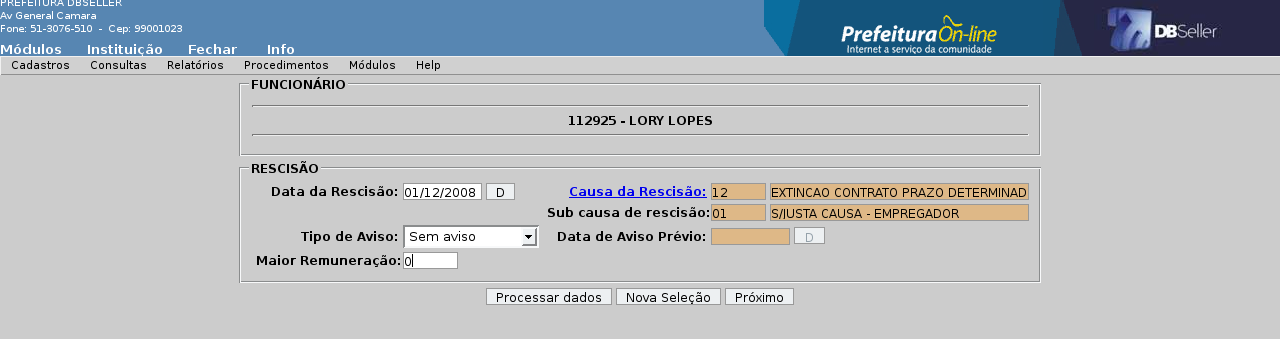 PREFEITURA DBSELLER
Av General Camara
Fone: 51-3076-510 - Cep: 99001023
PrefeituraOn-line
Internet a serviço da comunidade
DBSeller
Módulos Instituição Fechar Info
Cadastros Consultas Relatórios Procedimentos Módulos Help
FUNCIONÁRIO
112925 - LORY LOPES
RESCISÃO
Data da Rescisão: 01/12/2008 D Causa da Rescisão: 12 EXTINCAO CONTRATO PRAZO DETERMINAD
Sub causa de rescisão: 01 S/JUSTA CAUSA - EMPREGADOR
Tipo de Aviso: Sem aviso Data de Aviso Prévio: D
Maior Remuneração: 0
Processar dados Nova Seleção Próximo